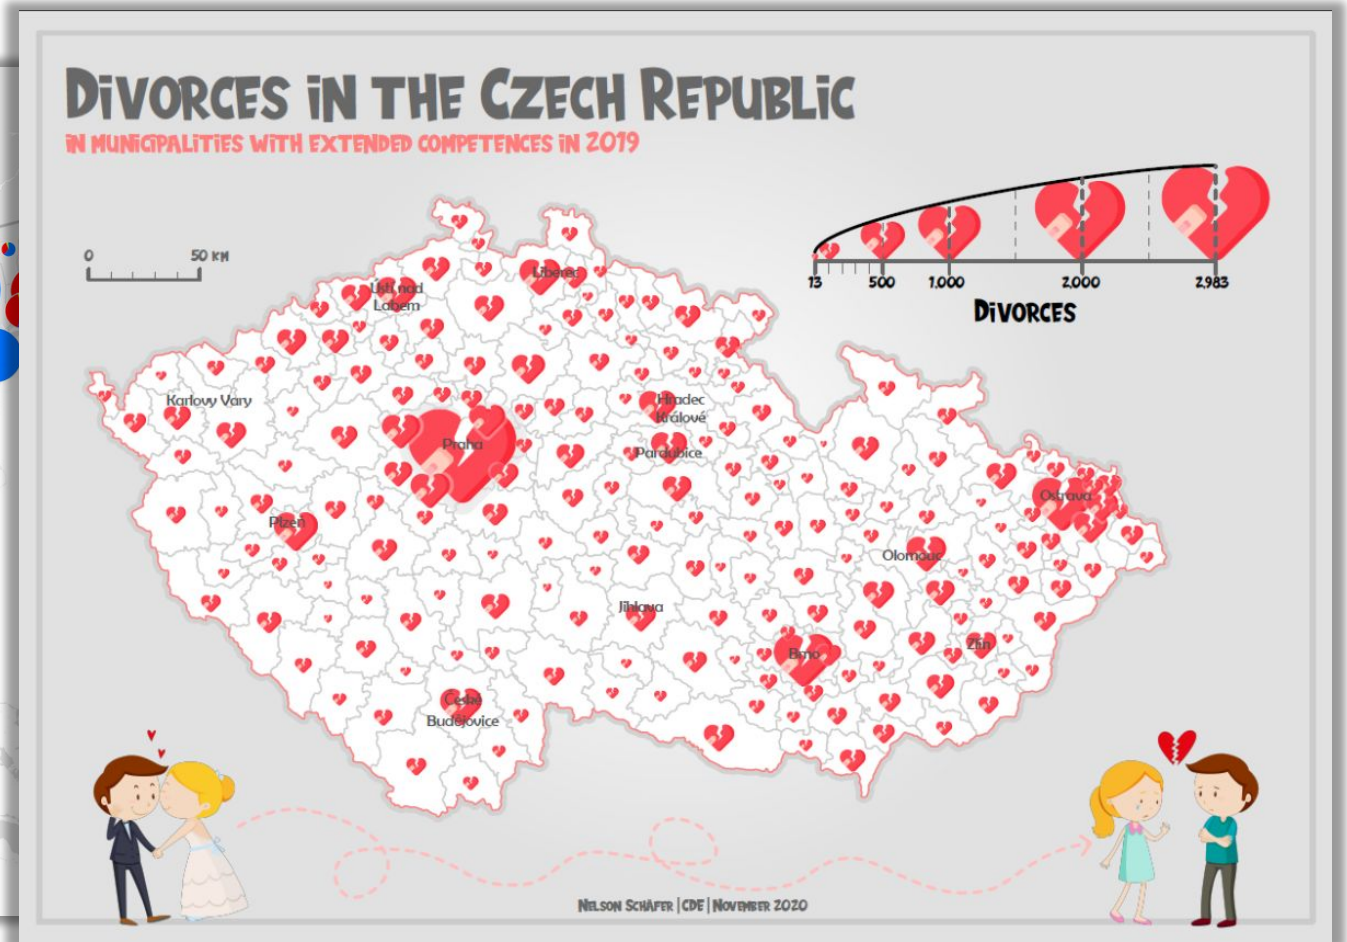 DiVORCES iN THE CZECH REPUBLiC
iN MUNiCiPALiTiES WiTH EXTENDED COMPETENCES iN 2019
0 50 KM
13 500 1,000 2,000 2,983
DiVORCES
Liberec
Ústí nad
Labem
Karlovy Vary
Hradec
Králové
Praha
Pardubice
Ostrava
Plzeň
Olomouc
Jihlava
Brno
Zlín
České
Budějovice
NELSON SCHÄFER | CDE | NOVEMBER 2020